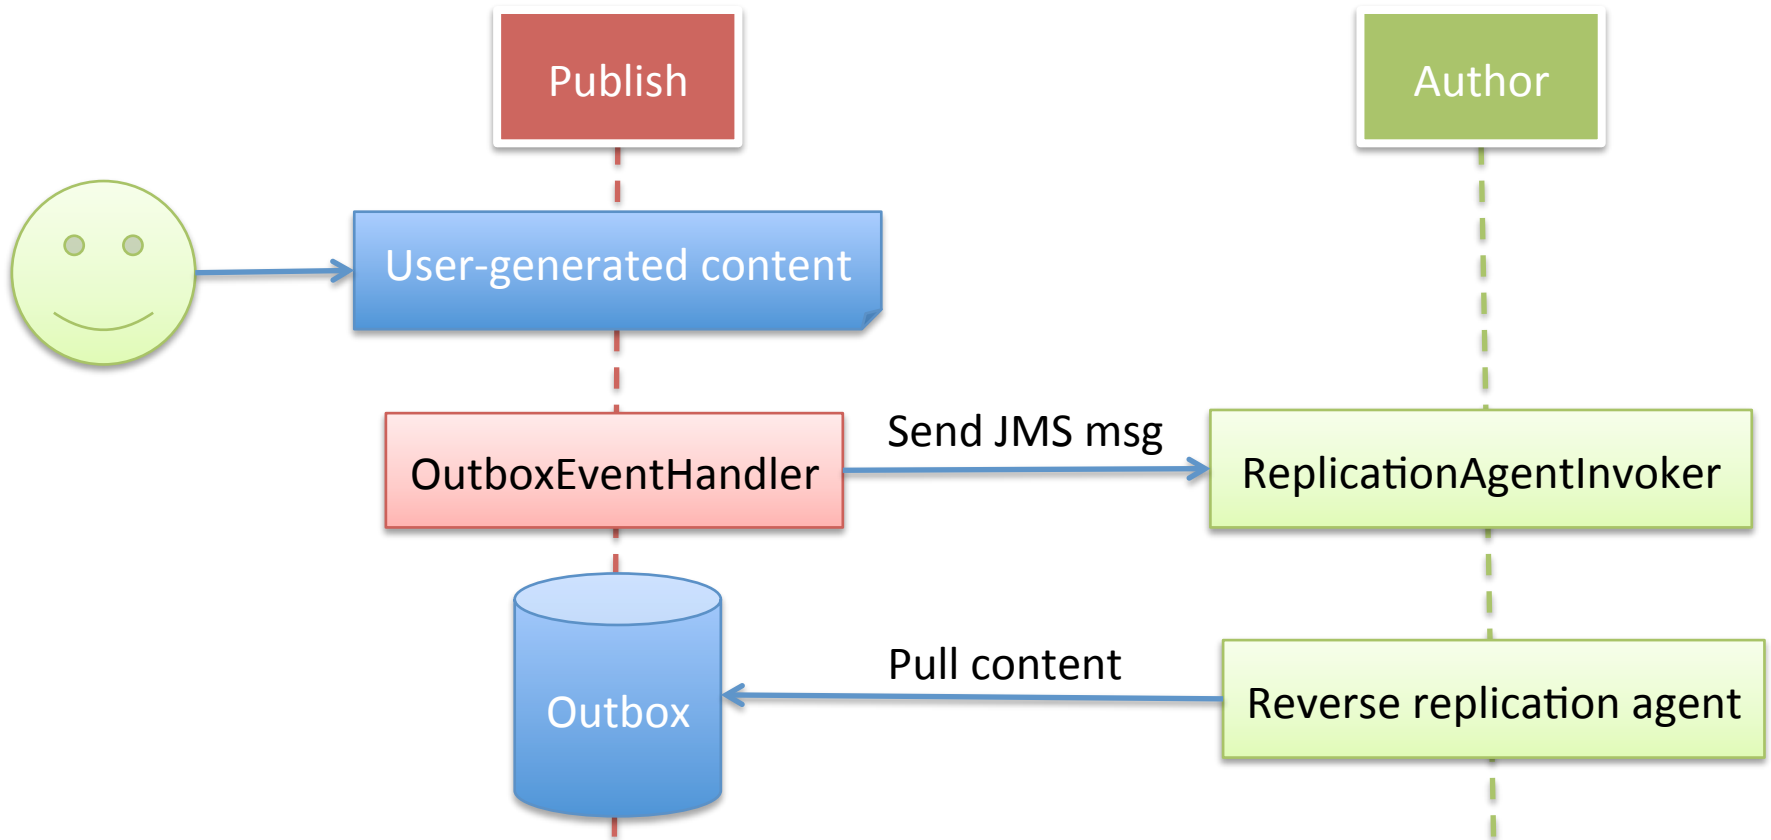 Publish
Author
User-generated content
Send JMS msg
OutboxEventHandler
ReplicationAgentInvoker
Pull content
Outbox
Reverse replication agent